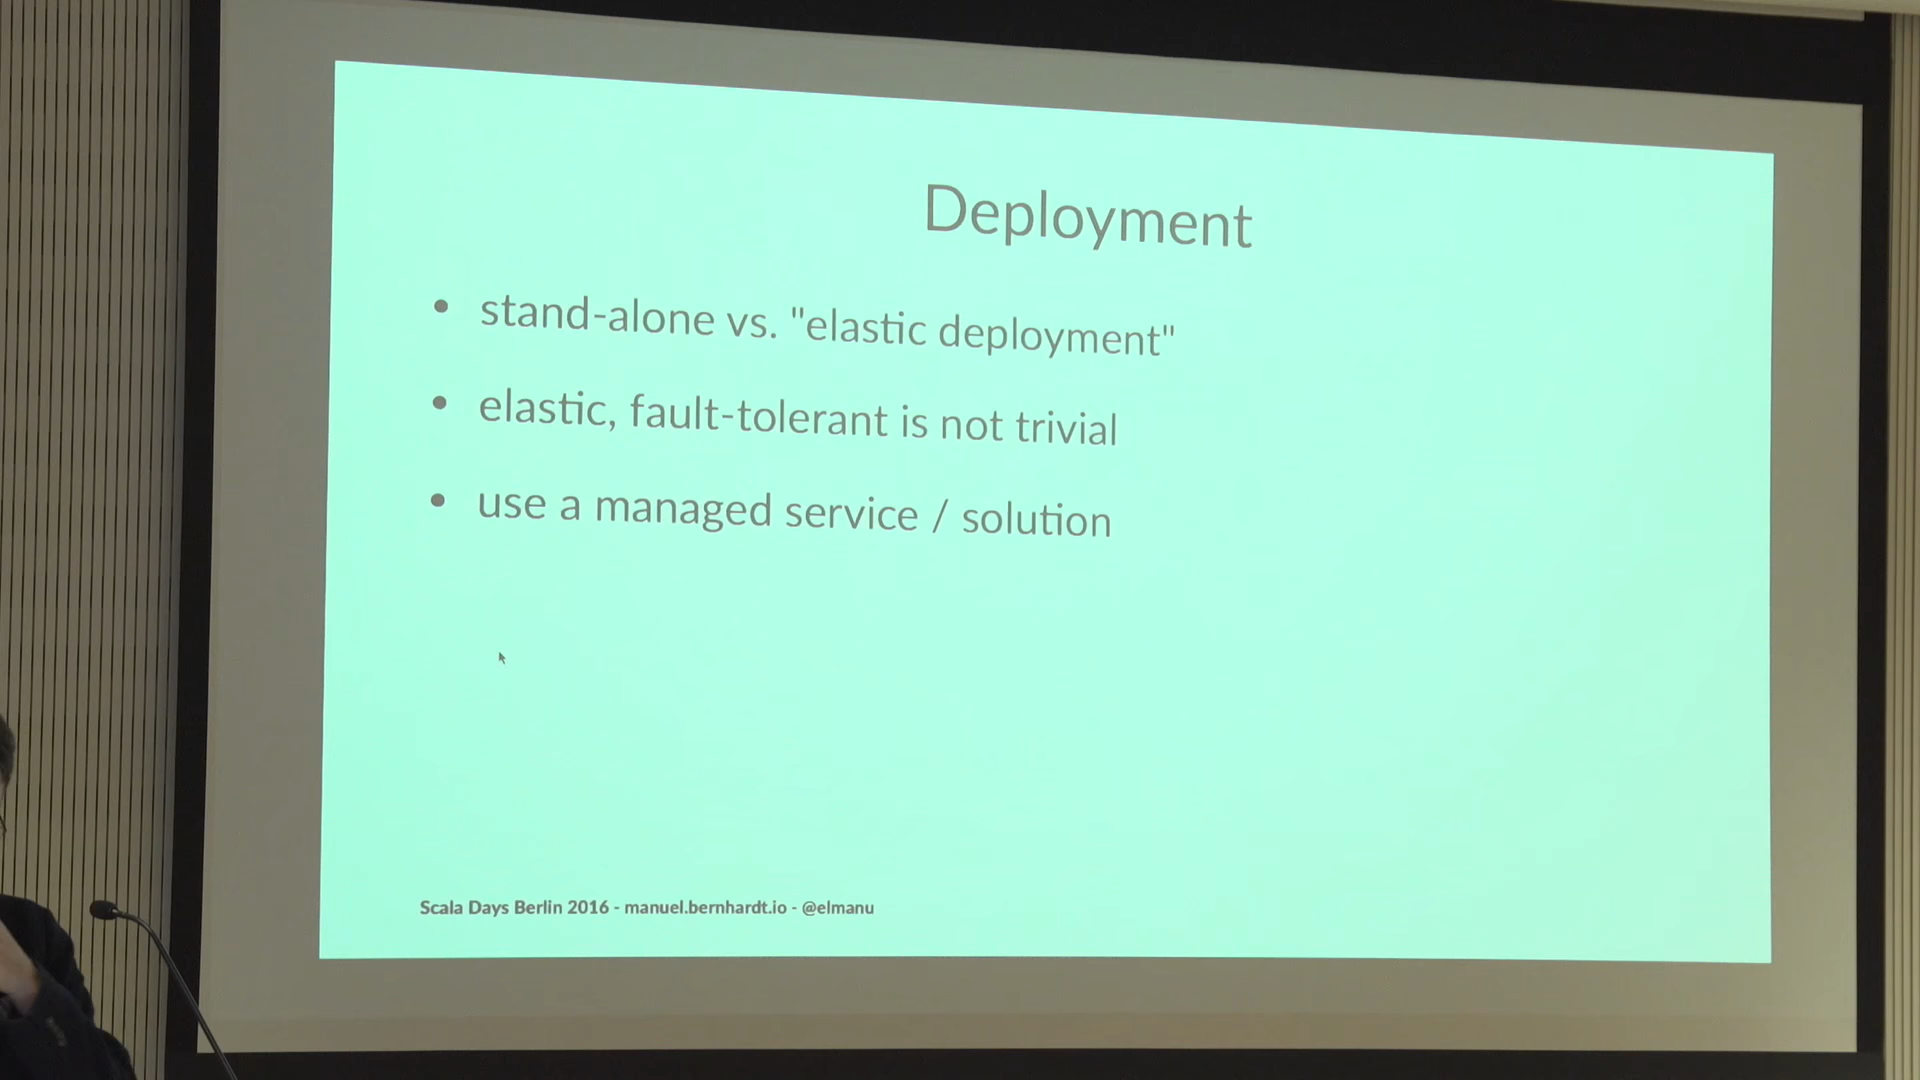 Deployment
• stand-alone vs. "elastic deployment"
• elastic, fault-tolerant is not trivial
• use a managed service / solution
Scala Days Berlin 2016 - manuel.bernhardt.io - @elmanu